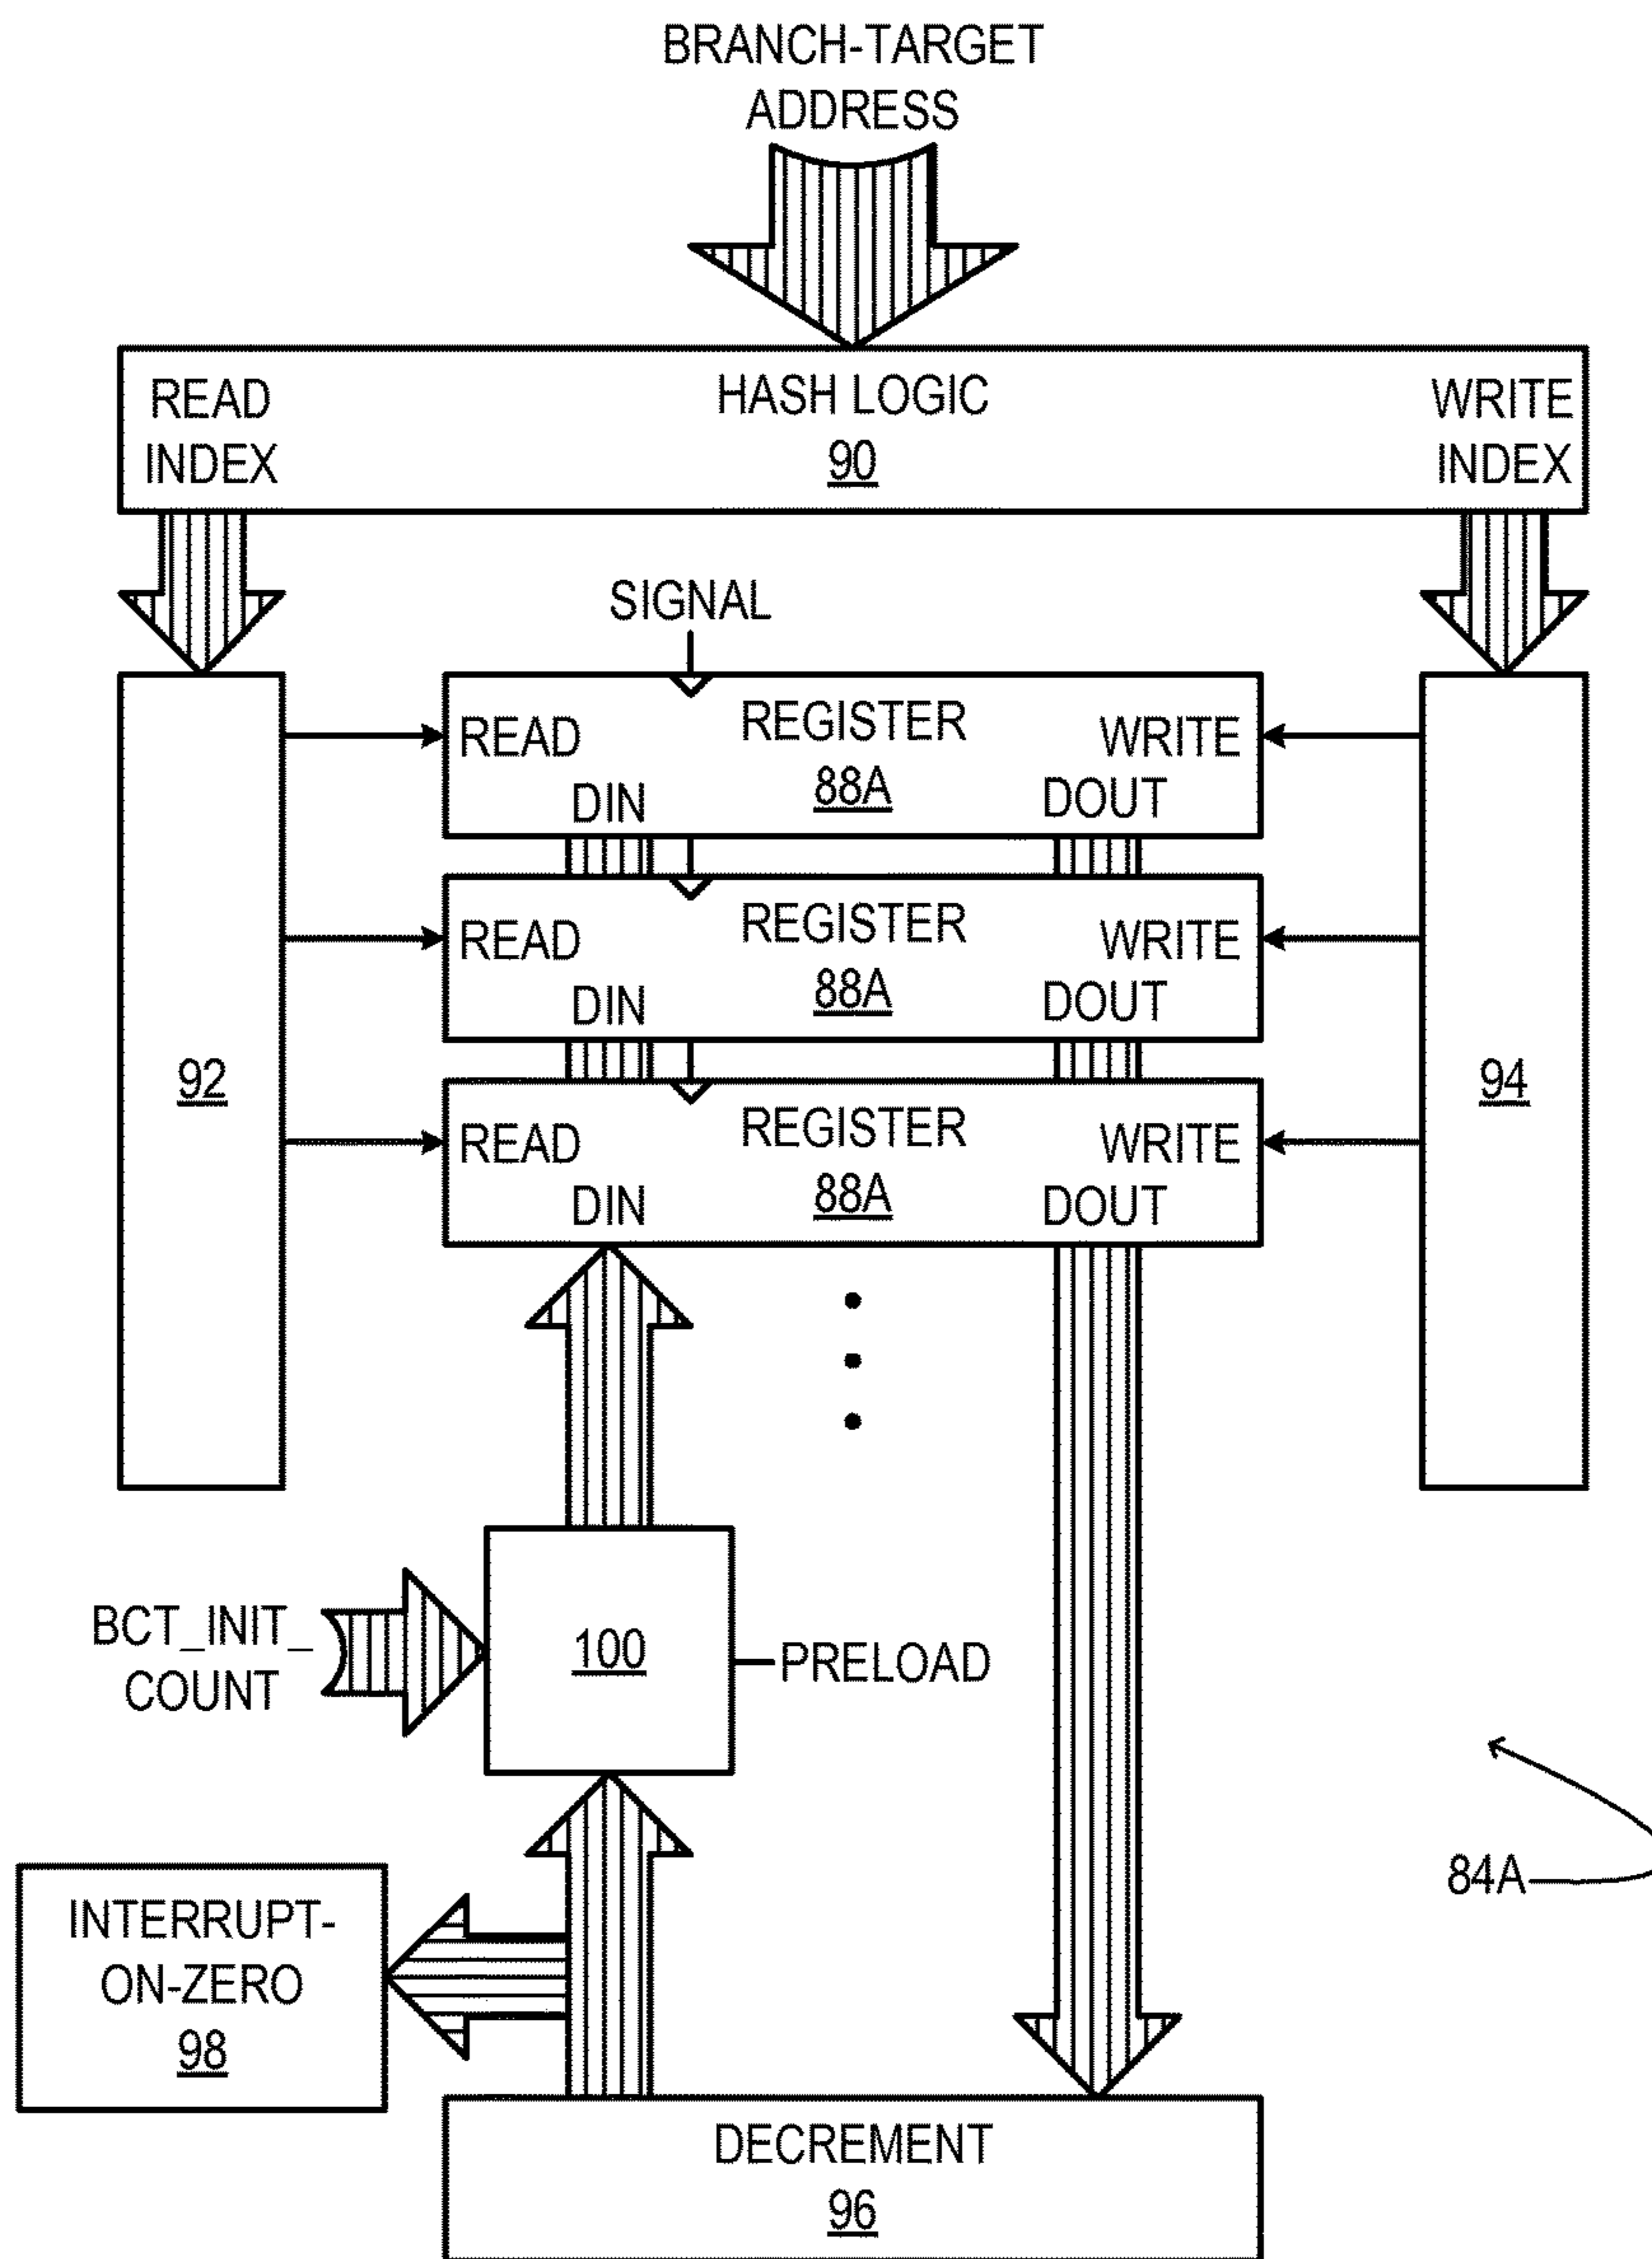 BRANCH-TARGET
ADDRESS
READ
INDEX
HASH LOGIC
90
WRITE
INDEX
SIGNAL
READ
REGISTER
88A
WRITE
DIN
DOUT
READ
REGISTER
88A
WRITE
DIN
DOUT
READ
REGISTER
88A
WRITE
DIN
DOUT
92
94
BCT_INIT_
COUNT
100
PRELOAD
84A
INTERRUPT-
ON-ZERO
98
DECREMENT
96